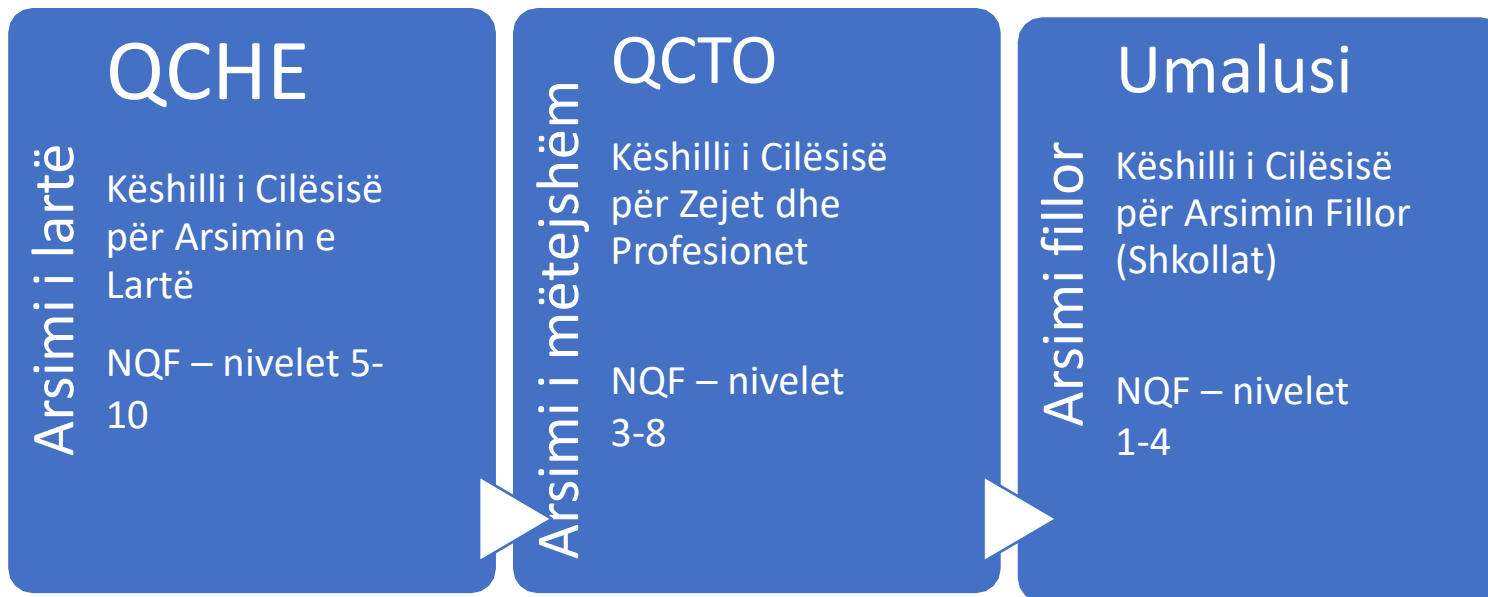 Arsimi i lartë
QCHE
Këshilli i Cilësisë
për Arsimin e
Lartë
NQF – nivelet 5-
10
Arsimi i mëtejshëm
QCTO
Këshilli i Cilësisë
për Zejet dhe
Profesionet
NQF – nivelet
3-8
Arsimi fillor
Umalusi
Këshilli i Cilësisë
për Arsimin Fillor
(Shkollat)
NQF – nivelet
1-4